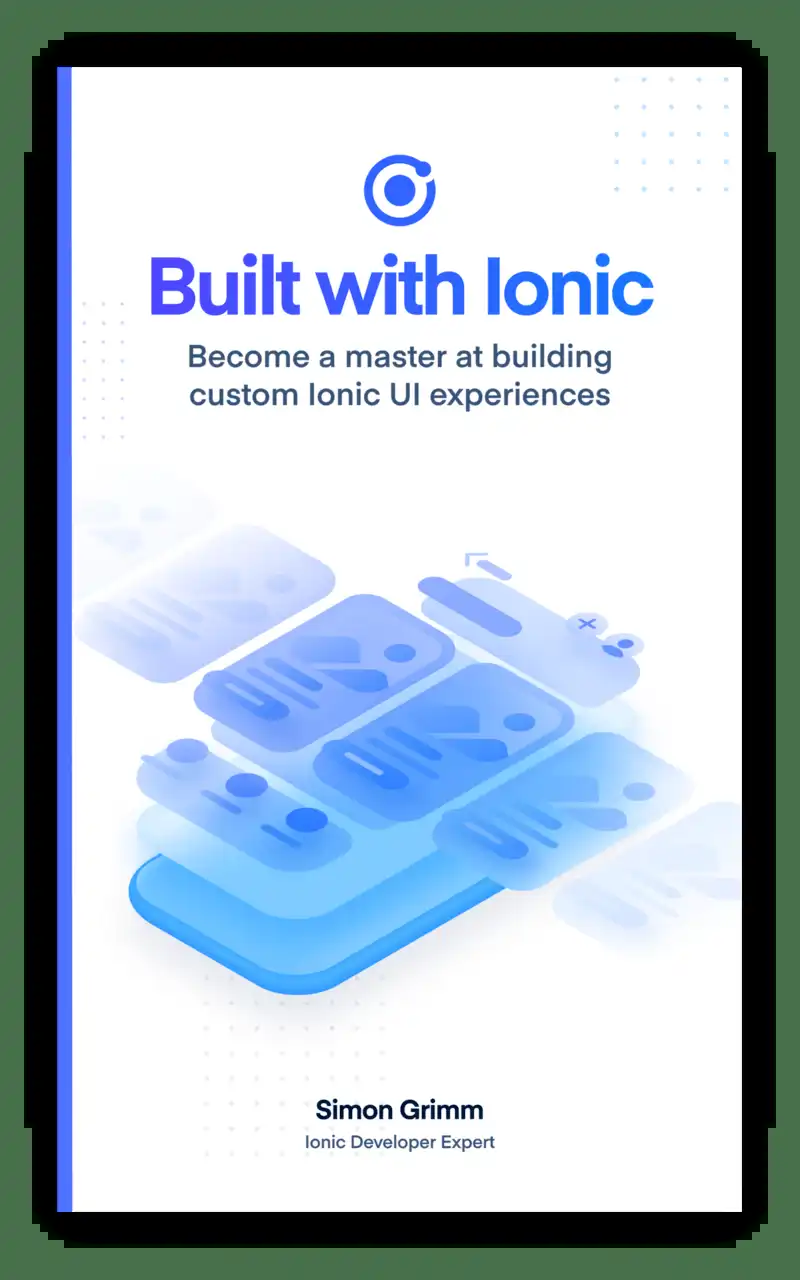 Built with Ionic
Become a master at building
custom Ionic UI experiences
Simon Grimm
Ionic Developer Expert